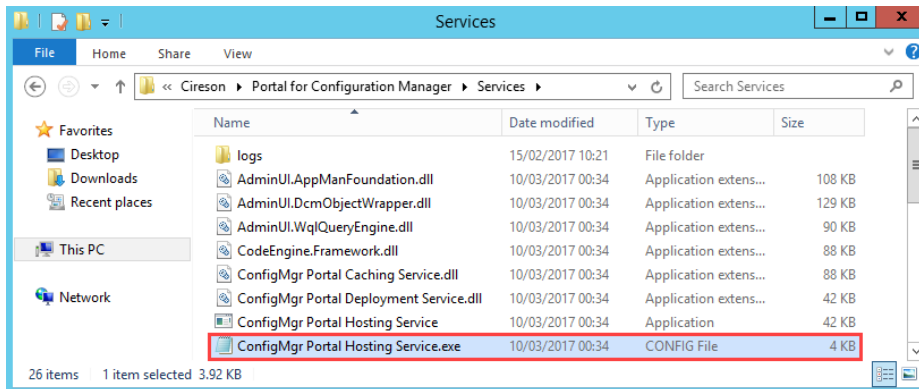 Services
File Home Share View
« Cireson Portal for Configuration Manager Services Search Services
Name Date modified Type Size
Favorites
Desktop
Downloads
Recent places
This PC
Network
logs 15/02/2017 10:21 File folder
AdminUI.AppManFoundation.dll 10/03/2017 00:34 Application extens... 108 KB
AdminUI.DcmObjectWrapper.dll 10/03/2017 00:34 Application extens... 129 KB
AdminUI.WqlQueryEngine.dll 10/03/2017 00:34 Application extens... 90 KB
CodeEngine.Framework.dll 10/03/2017 00:34 Application extens... 88 KB
ConfigMgr Portal Caching Service.dll 10/03/2017 00:34 Application extens... 88 KB
ConfigMgr Portal Deployment Service.dll 10/03/2017 00:34 Application extens... 42 KB
ConfigMgr Portal Hosting Service 10/03/2017 00:34 Application 42 KB
ConfigMgr Portal Hosting Service.exe 10/03/2017 00:34 CONFIG File 4 KB
26 items 1 item selected 3.92 KB